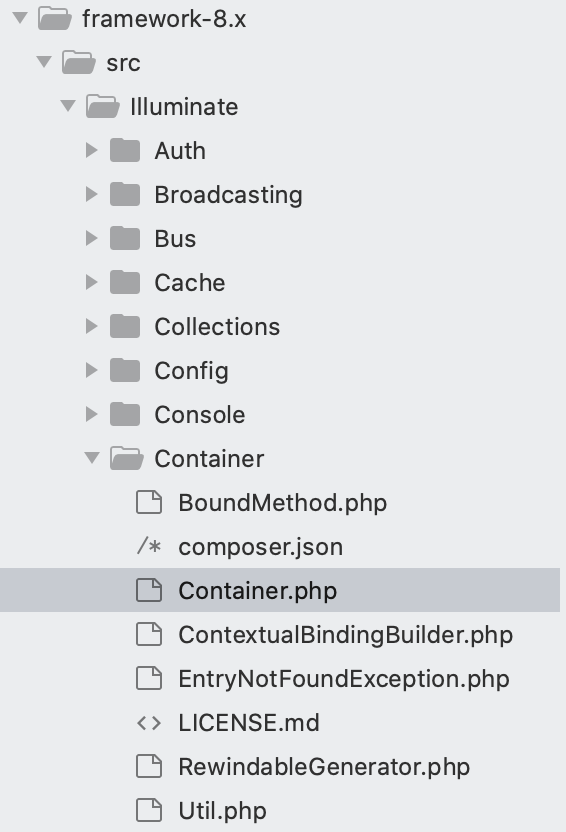 framework-8.x
src
Illuminate
Auth
Broadcasting
Bus
Cache
Collections
Config
Console
Container
BoundMethod.php
/* composer.json
Container.php
ContextualBindingBuilder.php
EntryNotFoundException.php
<> LICENSE.md
RewindableGenerator.php
Util.php